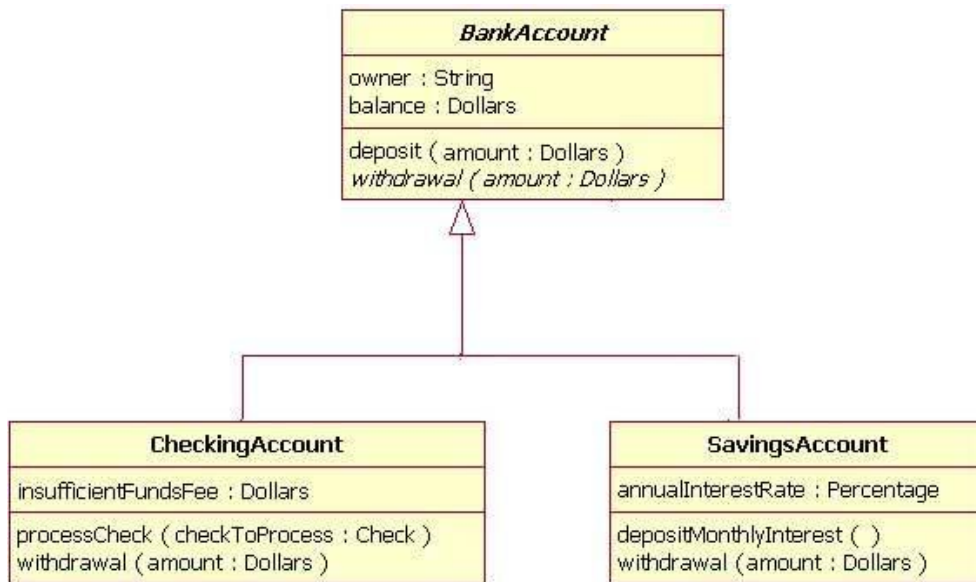 BankAccount
owner : String
balance : Dollars
deposit ( amount : Dollars )
withdrawal ( amount : Dollars )
CheckingAccount
insufficientFundsFee : Dollars
processCheck ( checkToProcess : Check )
withdrawal ( amount : Dollars )
SavingsAccount
annualInterestRate : Percentage
depositMonthlyInterest ( )
withdrawal ( amount : Dollars )